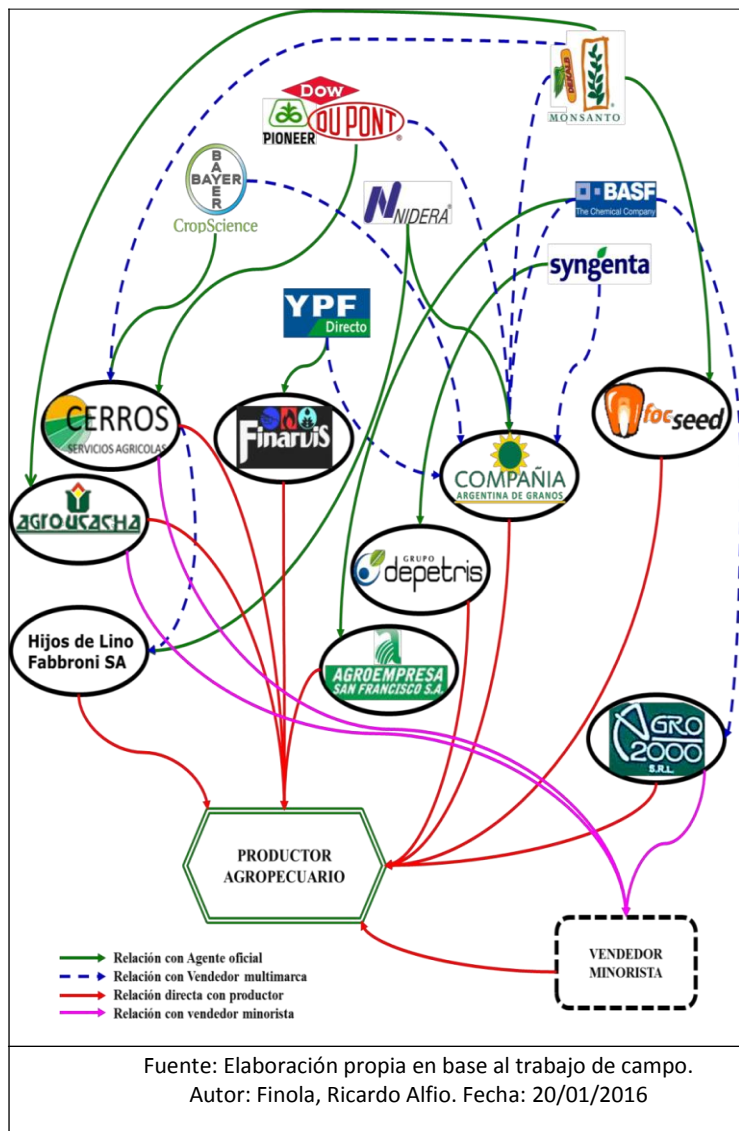 DEKALB
MONSANTO
Dow
PIONEER
DU PONT
BAYER
BAYER
CropScience
NIDERA
BASF
The Chemical Company
syngenta
YPF
Directo
CERROS
SERVICIOS AGRICOLAS
Finarvis
COMPAÑIA
ARGENTINA DE GRANOS
foc seed
AGROUCACHA
GRUPO
depetris
Hijos de Lino
Fabbroni SA
AGROEMPRESA
SAN FRANCISCO S.A.
AGRO
2000
S.R.L.
PRODUCTOR
AGROPECUARIO
VENDEDOR
MINORISTA
Relación con Agente oficial
Relación con Vendedor multimarca
Relación directa con productor
Relación con vendedor minorista
Fuente: Elaboración propia en base al trabajo de campo.
Autor: Finola, Ricardo Alfio. Fecha: 20/01/2016